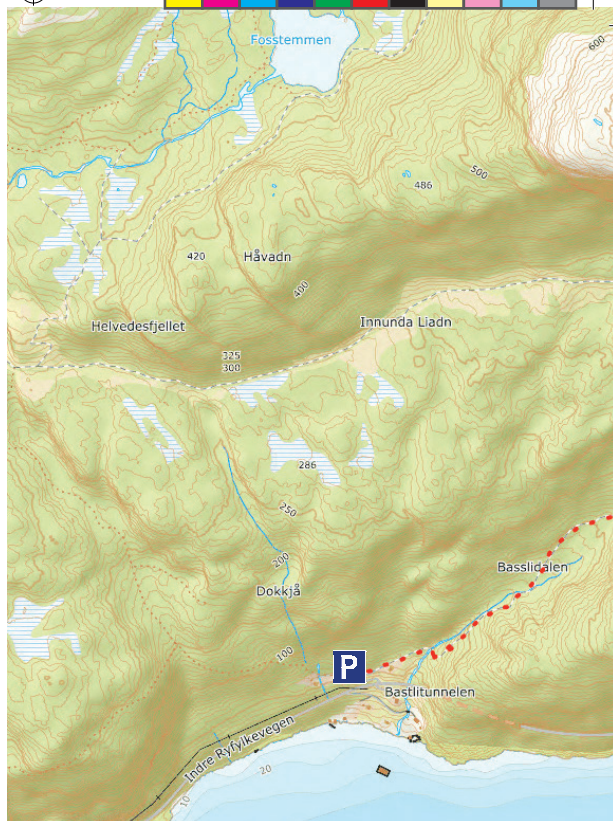 Fosstemmen
600
500
486
420
Håvadn
400
Innunda Liadn
Helvedesfjellet
325
300
286
250
200
Basslidalen
Dokkjå
100
P
Bastlitunnelen
Indre Ryfylkevegen
20
10